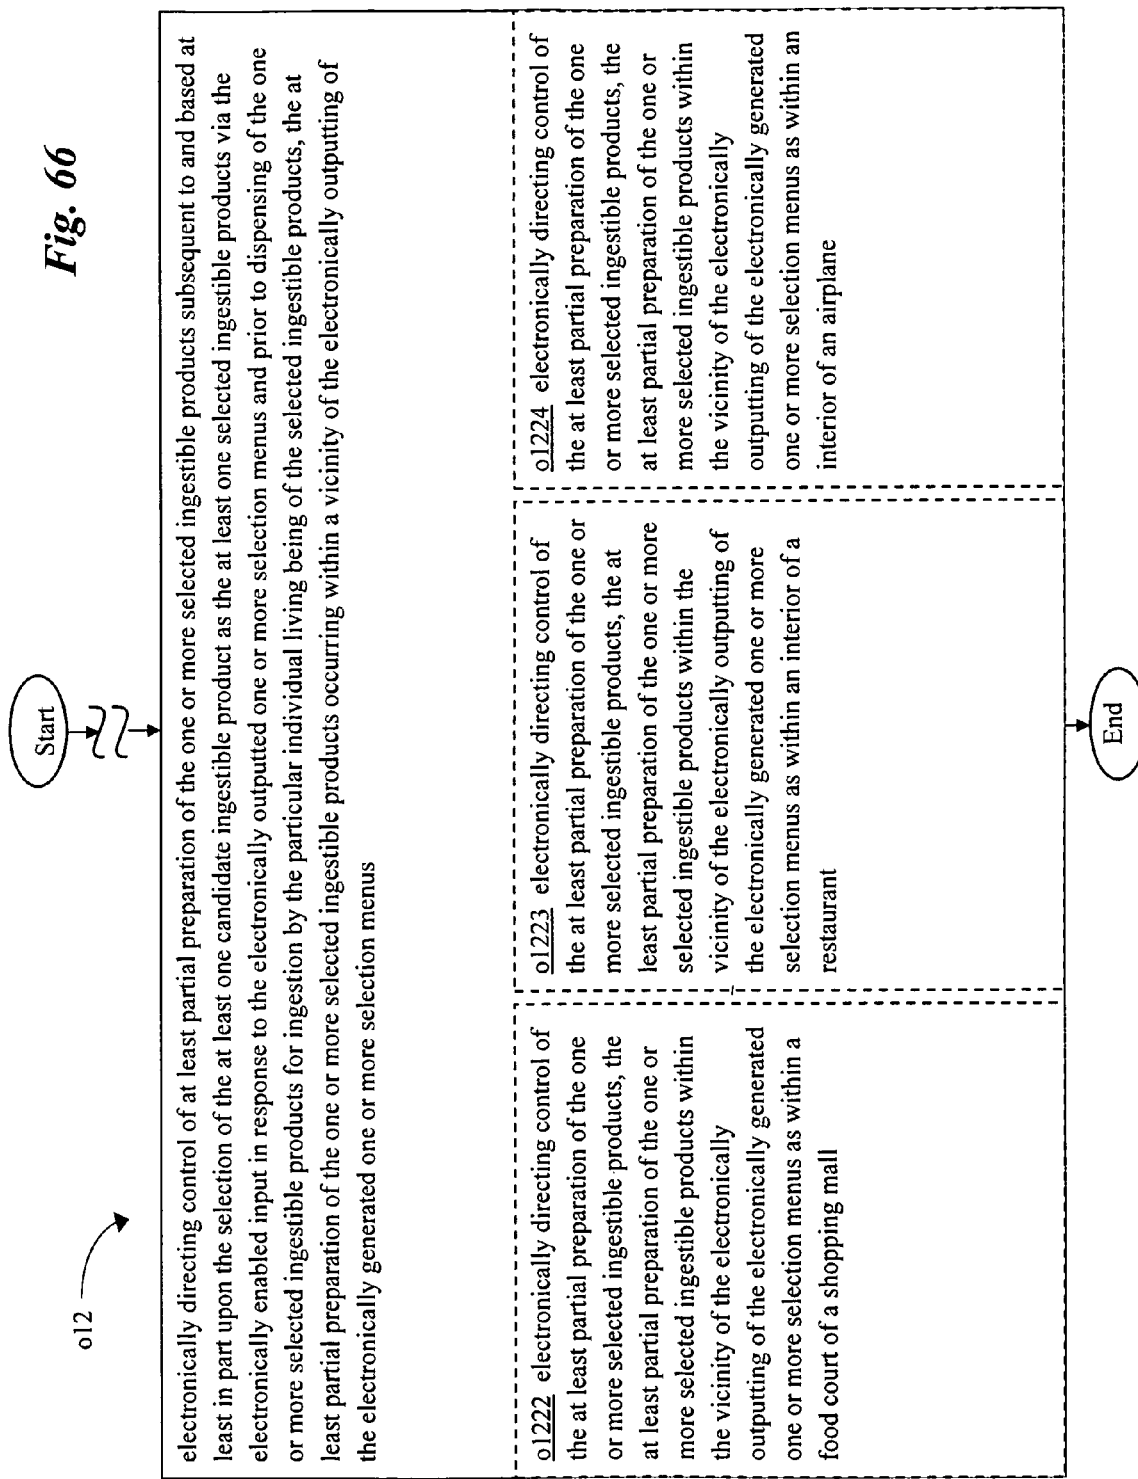 Fig. 66
Start
o12
electronically directing control of at least partial preparation of the one or more selected ingestible products subsequent to and based at
least in part upon the selection of the at least one candidate ingestible product as the at least one selected ingestible products via the
electronically enabled input in response to the electronically outputted one or more selection menus and prior to dispensing of the one
or more selected ingestible products for ingestion by the particular individual living being of the selected ingestible products, the at
least partial preparation of the one or more selected ingestible products occurring within a vicinity of the electronically outputing of
the electronically generated one or more selection menus
o1222 electronically directing control of
the at least partial preparation of the one
or more selected ingestible products, the
at least partial preparation of the one or
more selected ingestible products within
the vicinity of the electronically
outputing of the electronically generated
one or more selection menus as within a
food court of a shopping mall
o1223 electronically directing control of
the at least partial preparation of the one or
more selected ingestible products, the at
least partial preparation of the one or more
selected ingestible products within the
vicinity of the electronically outputing of
the electronically generated one or more
selection menus as within an interior of a
restaurant
o1224 electronically directing control of
the at least partial preparation of the one
or more selected ingestible products, the
at least partial preparation of the one or
more selected ingestible products within
the vicinity of the electronically
outputing of the electronically generated
one or more selection menus as within an
interior of an airplane
End